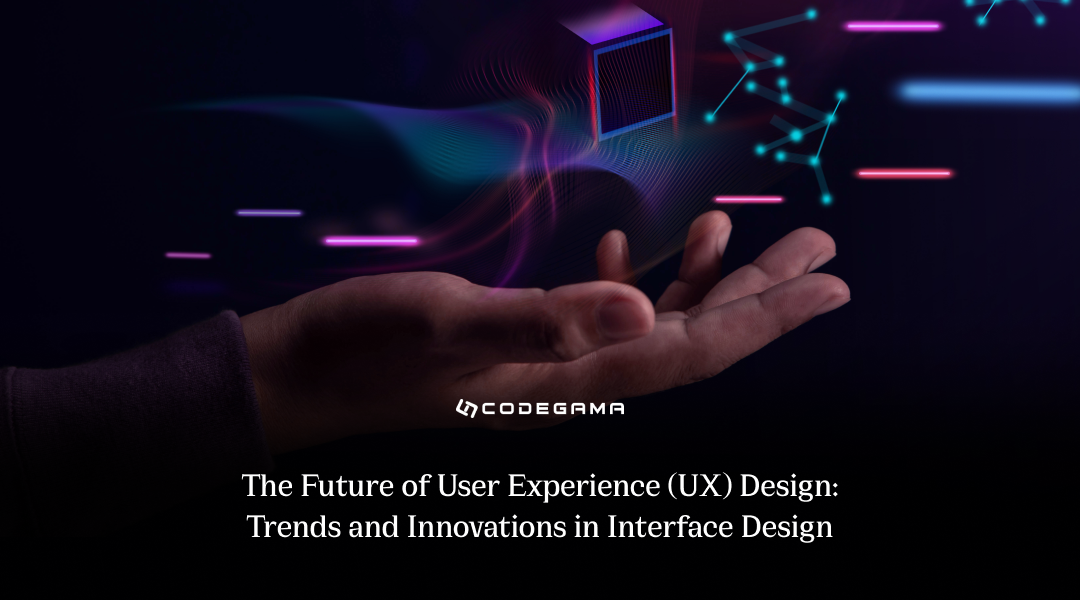 CODEGAMA
The Future of User Experience (UX) Design:
Trends and Innovations in Interface Design